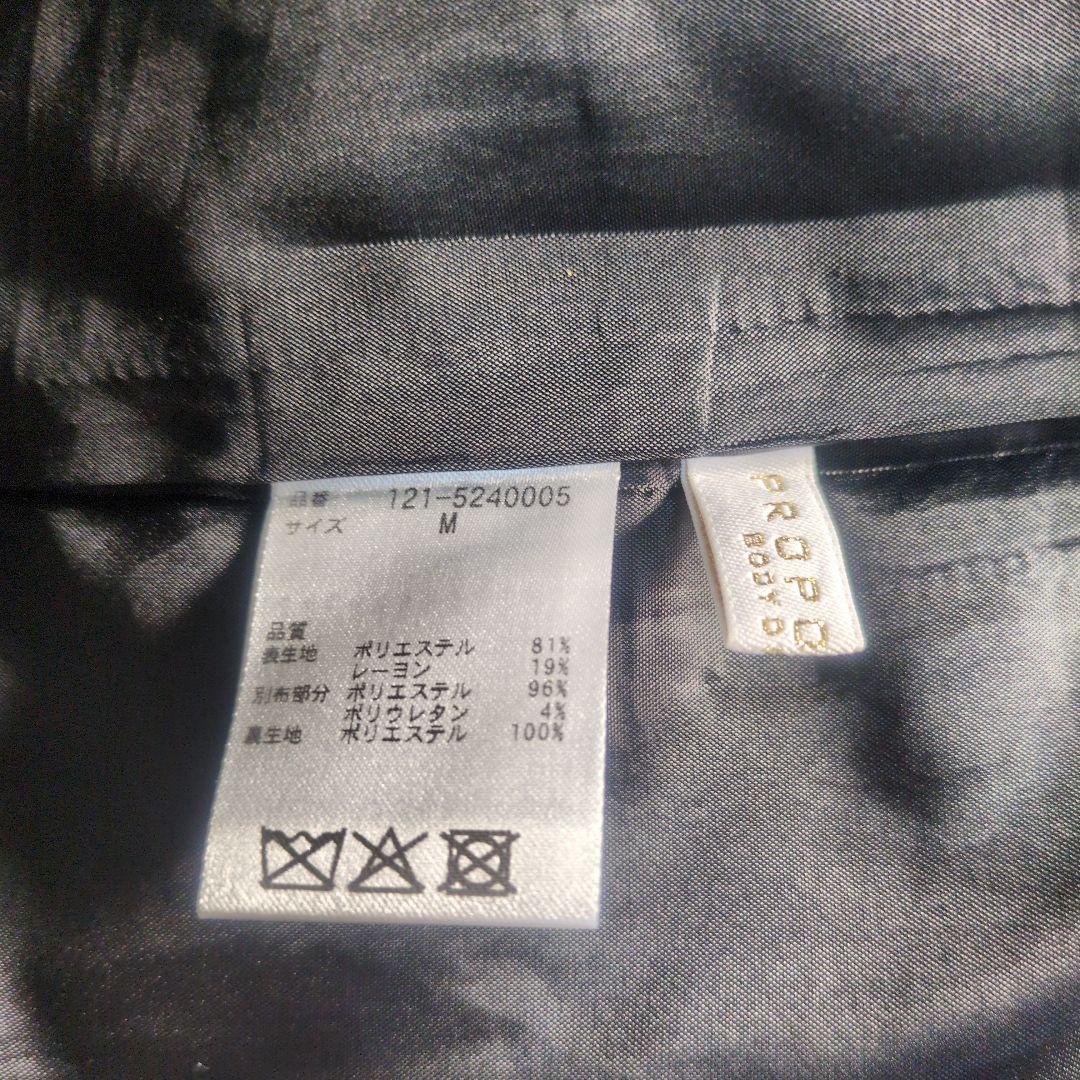 品番 121-5240005
サイズ M
品質
表生地 ポリエステル 81%
レーヨン 19%
別布部分 ポリエステル 96%
ポリウレタン 4%
裏生地 ポリエステル 100%
PROPO
BODY D